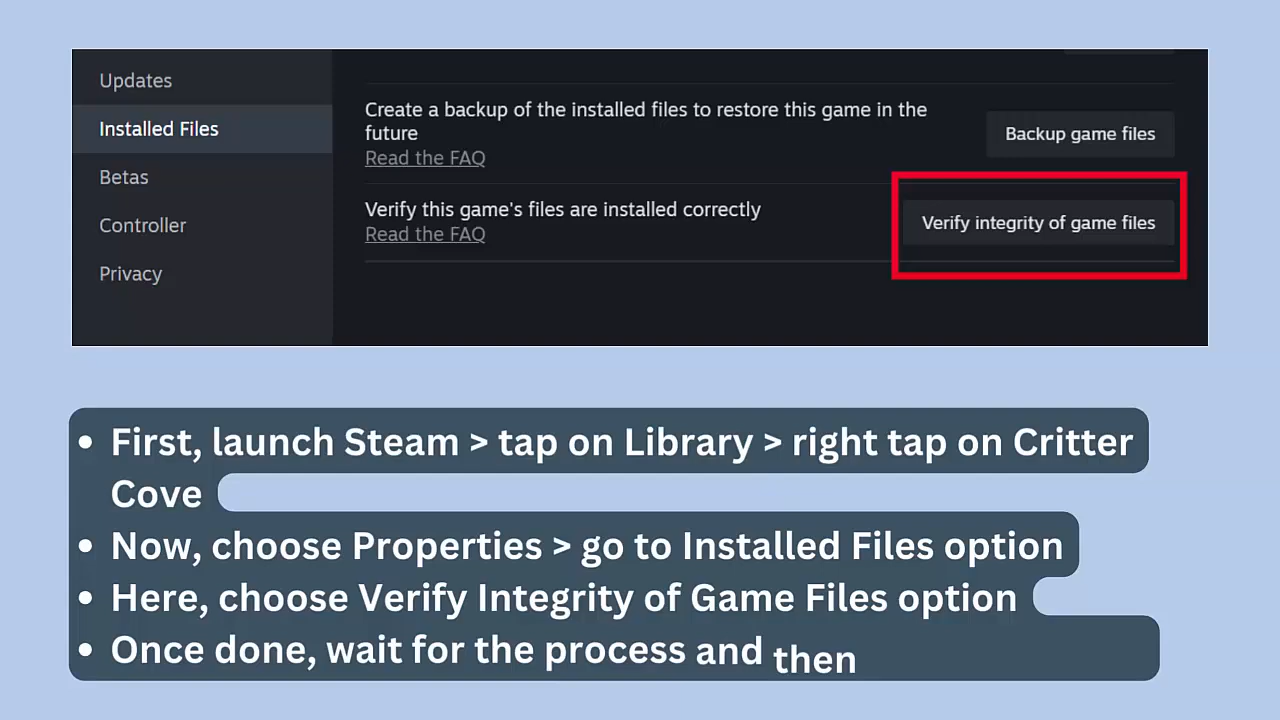 Updates
Installed Files
Betas
Controller
Privacy
Create a backup of the installed files to restore this game in the
future
Read the FAQ
Backup game files
Verify this game's files are installed correctly
Read the FAQ
Verify integrity of game files
• First, launch Steam > tap on Library > right tap on Critter
Cove
• Now, choose Properties > go to Installed Files option
• Here, choose Verify Integrity of Game Files option
• Once done, wait for the process and then